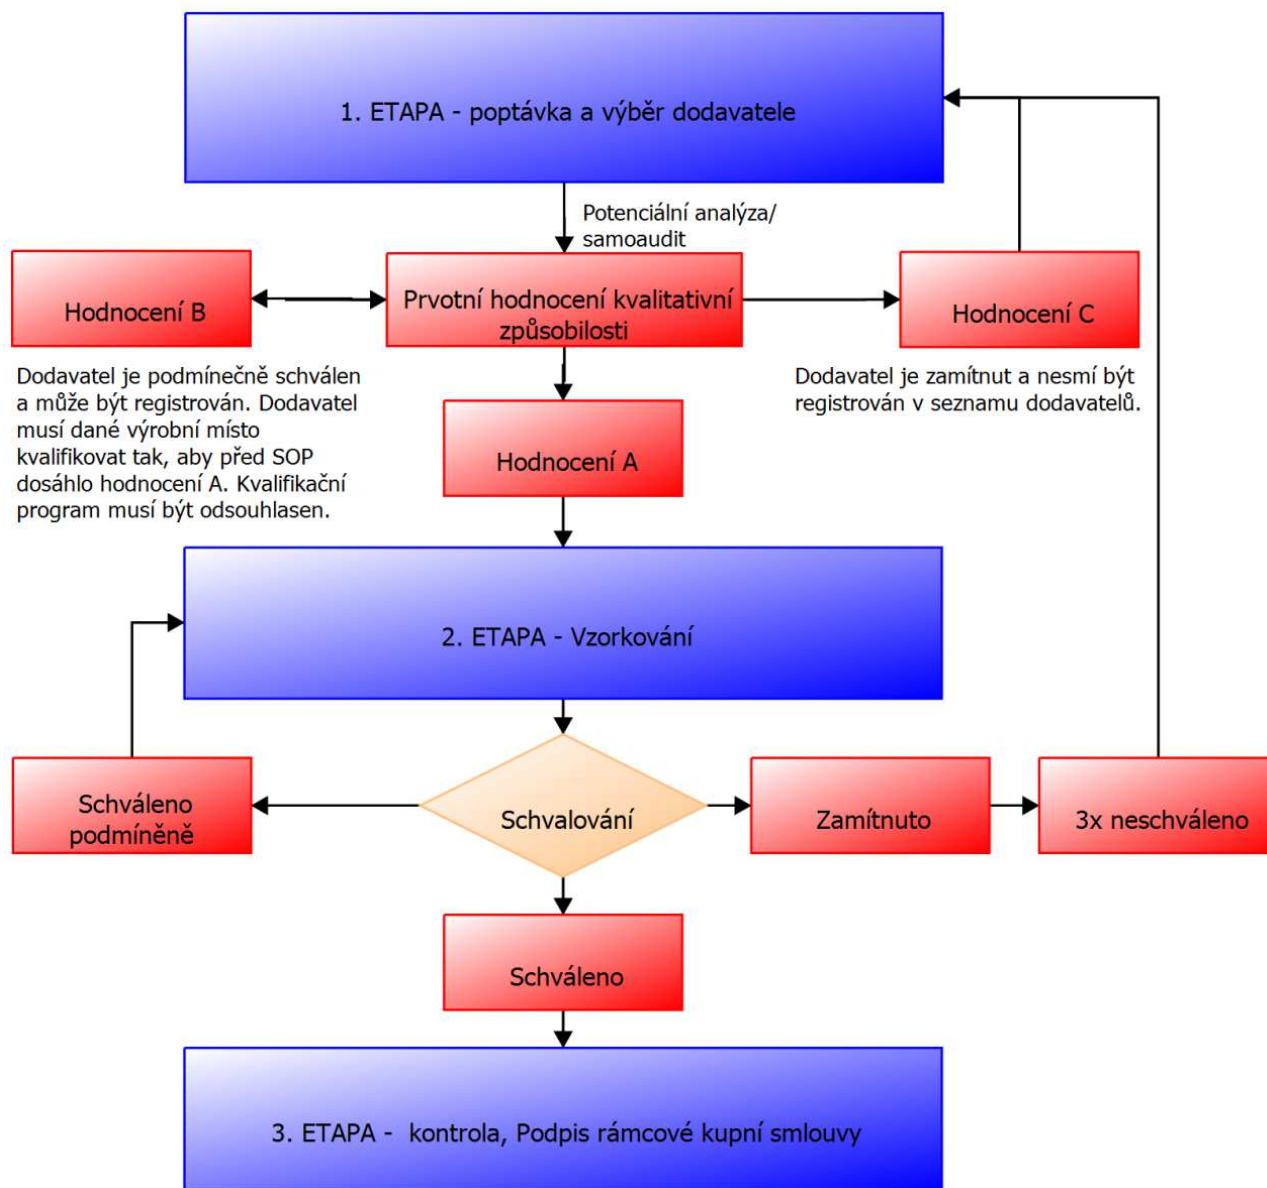 1. ETAPA - poptávka a výběr dodavatele
Potenciální analýza/
samoaudit
Hodnocení B
Prvotní hodnocení kvalitativní
způsobilosti
Hodnocení C
Dodavatel je podmínečně schválen
a může být registrován. Dodavatel
musí dané výrobní místo
kvalifikovat tak, aby před SOP
dosáhlo hodnocení A. Kvalifikační
program musí být odsouhlasen.
Dodavatel je zamítnut a nesmí být
registrován v seznamu dodavatelů.
Hodnocení A
2. ETAPA - Vzorkování
Schváleno
podmíněně
Schvalování
Zamítnuto
3x neschváleno
Schváleno
3. ETAPA - kontrola, Podpis rámcové kupní smlouvy